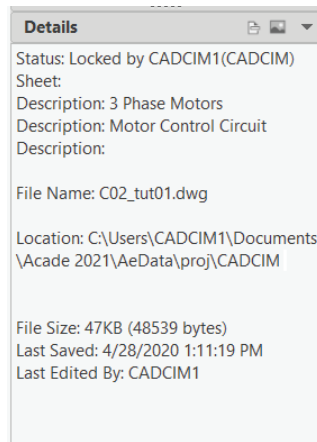 Details
Status: Locked by CADCIM1(CADCIM)
Sheet:
Description: 3 Phase Motors
Description: Motor Control Circuit
Description:
File Name: C02_tut01.dwg
Location: C:\Users\CADCIM1\Documents
\Acade 2021\AeData\proj\CADCIM
File Size: 47KB (48539 bytes)
Last Saved: 4/28/2020 1:11:19 PM
Last Edited By: CADCIM1